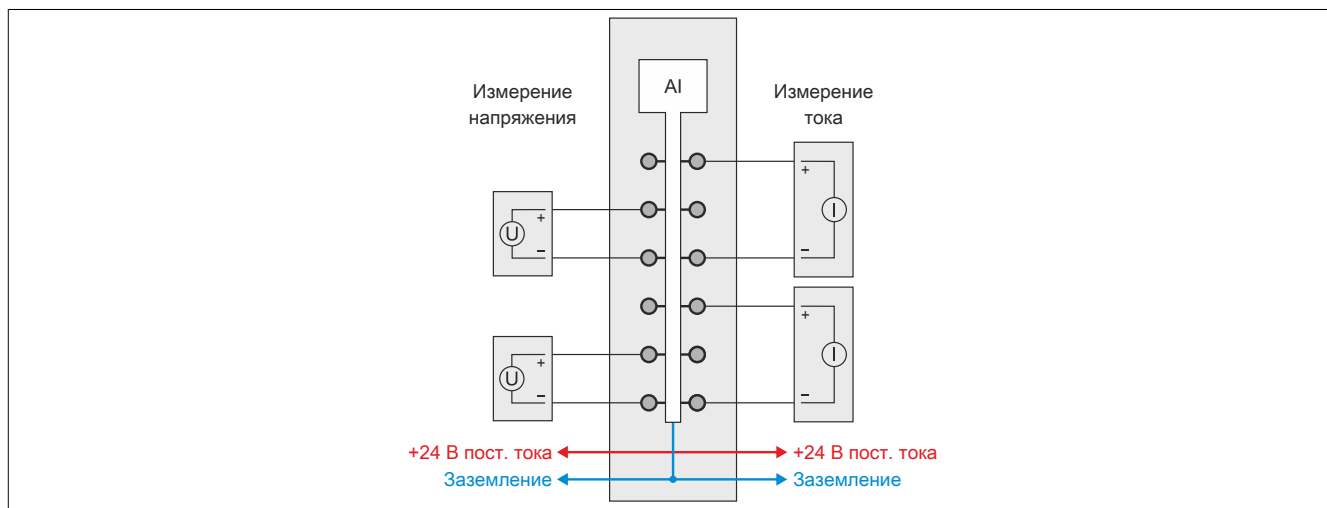 AI
Измерение
напряжения
Измерение
тока
+
I
−
U
+
−
+
I
−
U
+
−
+24 В пост. тока
+24 В пост. тока
Заземление
Заземление